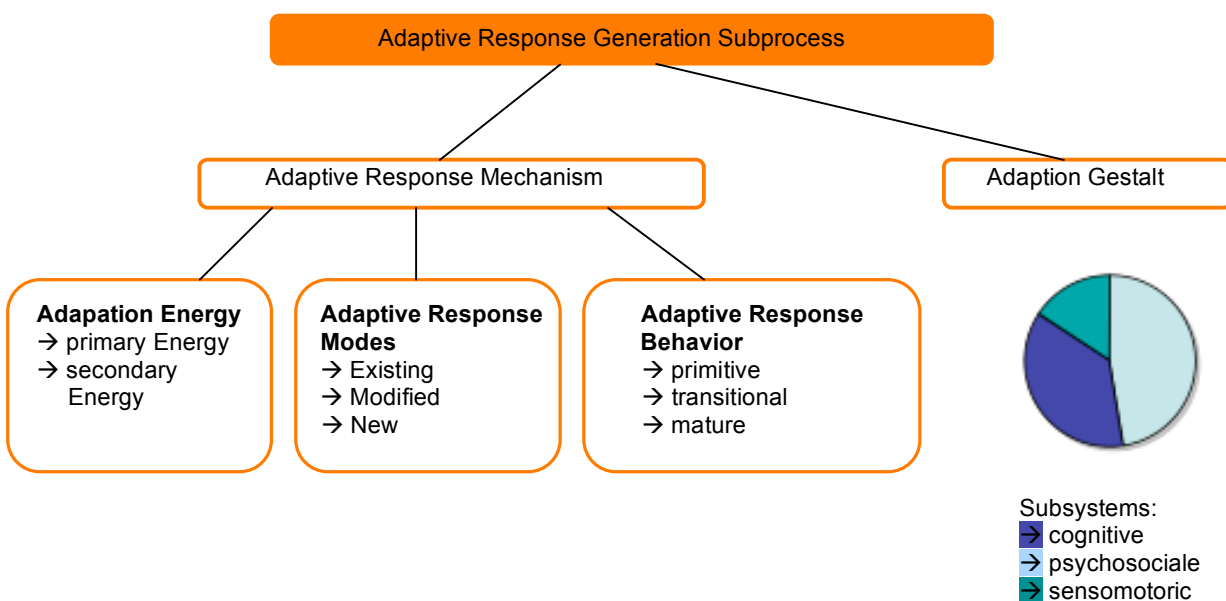 Adaptive Response Generation Subprocess
Adaptive Response Mechanism
Adaption Gestalt
Adapation Energy
→ primary Energy
→ secondary
Energy
Adaptive Response
Modes
→ Existing
→ Modified
→ New
Adaptive Response
Behavior
→ primitive
→ transitional
→ mature
Subsystems:
→ cognitive
→ psychosociale
→ sensomotoric